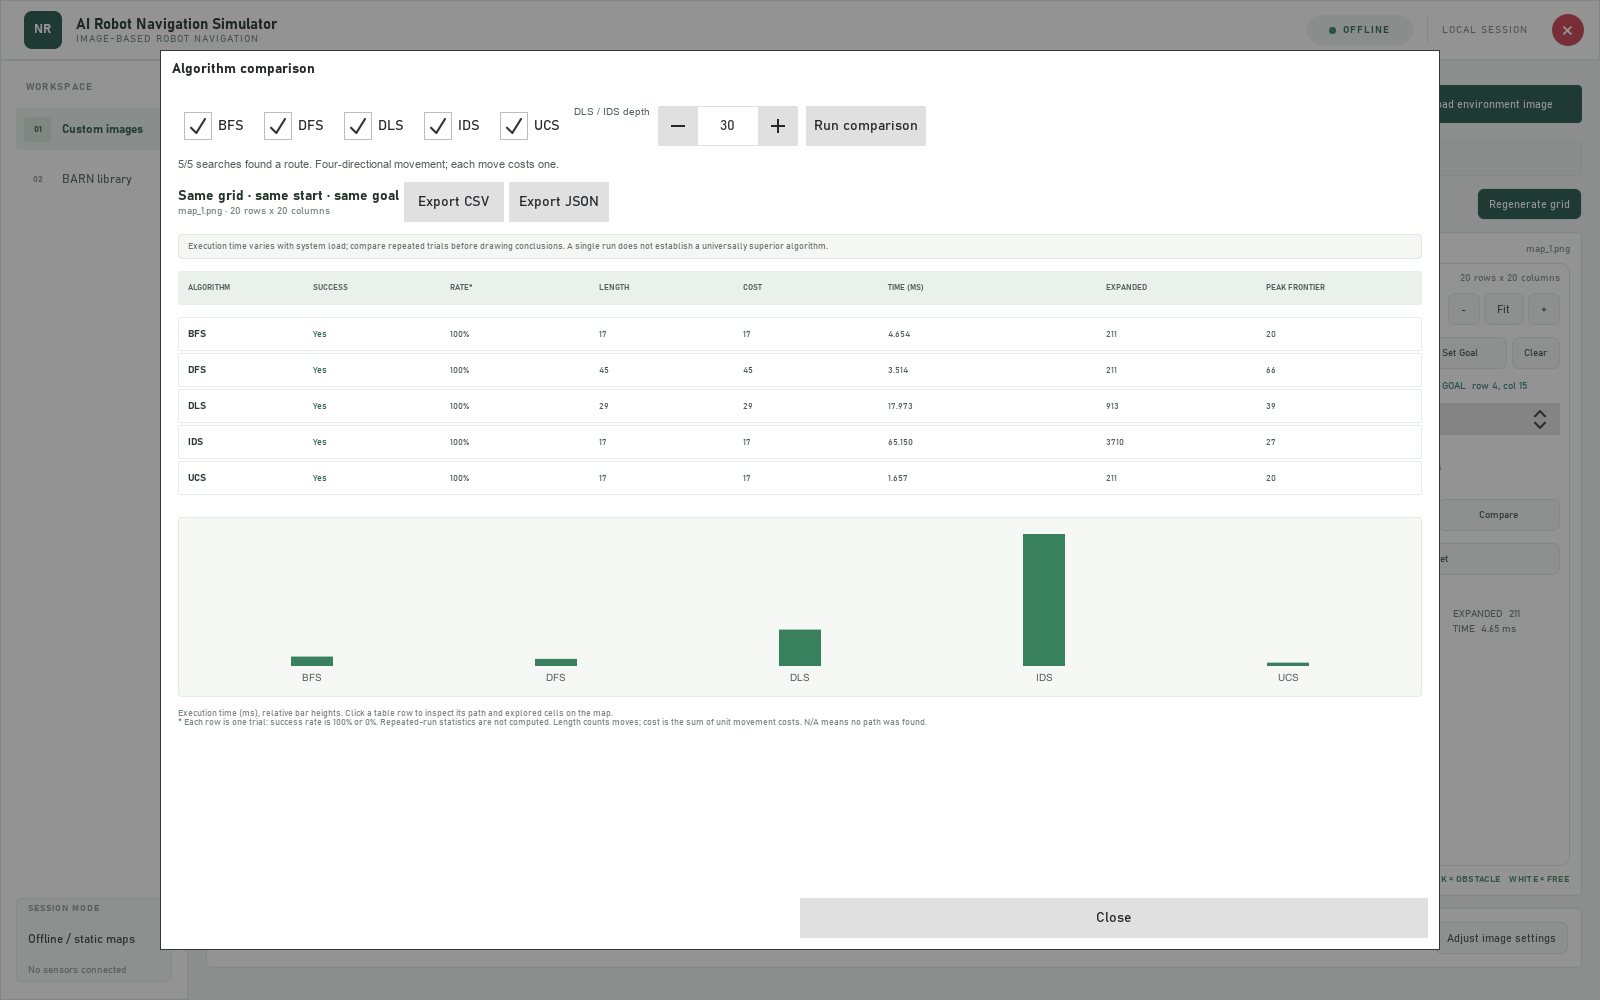 NR
AI Robot Navigation Simulator
IMAGE-BASED ROBOT NAVIGATION
OFFLINE
LOCAL SESSION
WORKSPACE
01 Custom images
02 BARN library
SESSION MODE
Offline / static maps
No sensors connected
Algorithm comparison
BFS DFS DLS IDS UCS DLS / IDS depth 30 Run comparison
5/5 searches found a route. Four-directional movement; each move costs one.
Same grid · same start · same goal
map_1.png · 20 rows x 20 columns
Export CSV Export JSON
Execution time varies with system load; compare repeated trials before drawing conclusions. A single run does not establish a universally superior algorithm.
ALGORITHM SUCCESS RATE* LENGTH COST TIME (MS) EXPANDED PEAK FRONTIER
BFS Yes 100% 17 17 4.654 211 20
DFS Yes 100% 45 45 3.514 211 66
DLS Yes 100% 29 29 17.973 913 39
IDS Yes 100% 17 17 65.150 3710 27
UCS Yes 100% 17 17 1.657 211 20
BFS DFS DLS IDS UCS
Execution time (ms), relative bar heights. Click a table row to inspect its path and explored cells on the map.
* Each row is one trial: success rate is 100% or 0%. Repeated-run statistics are not computed. Length counts moves; cost is the sum of unit movement costs. N/A means no path was found.
Close
environment image
Regenerate grid
map_1.png
20 rows x 20 columns
- Fit +
Set Goal Clear
GOAL row 4, col 15
Compare
EXPANDED 211
TIME 4.65 ms
= OBSTACLE WHITE = FREE
Adjust image settings